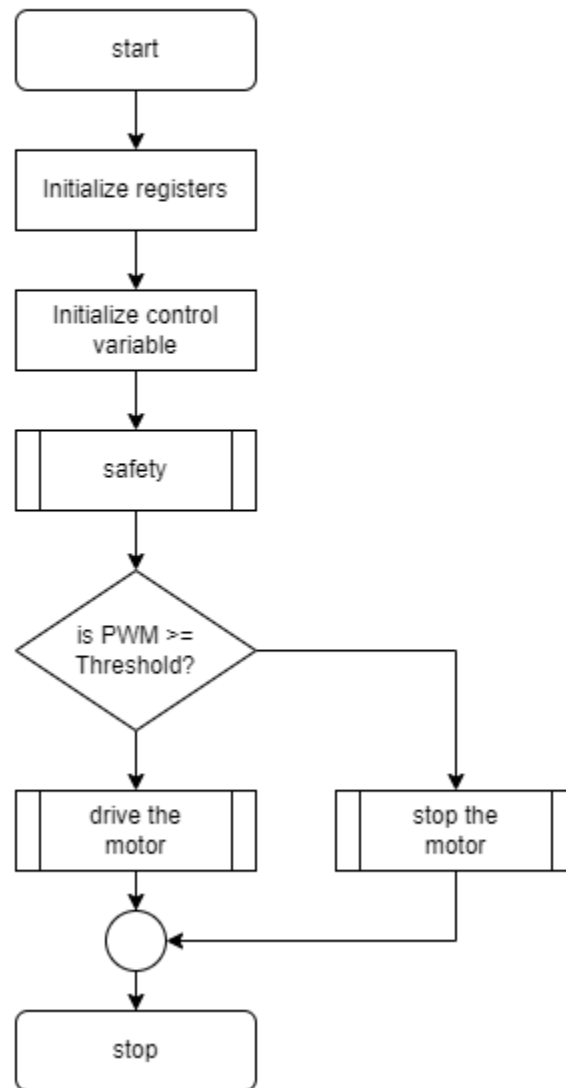 start
Initialize registers
Initialize control
variable
safety
is PWM >=
Threshold?
drive the
motor
stop the
motor
stop